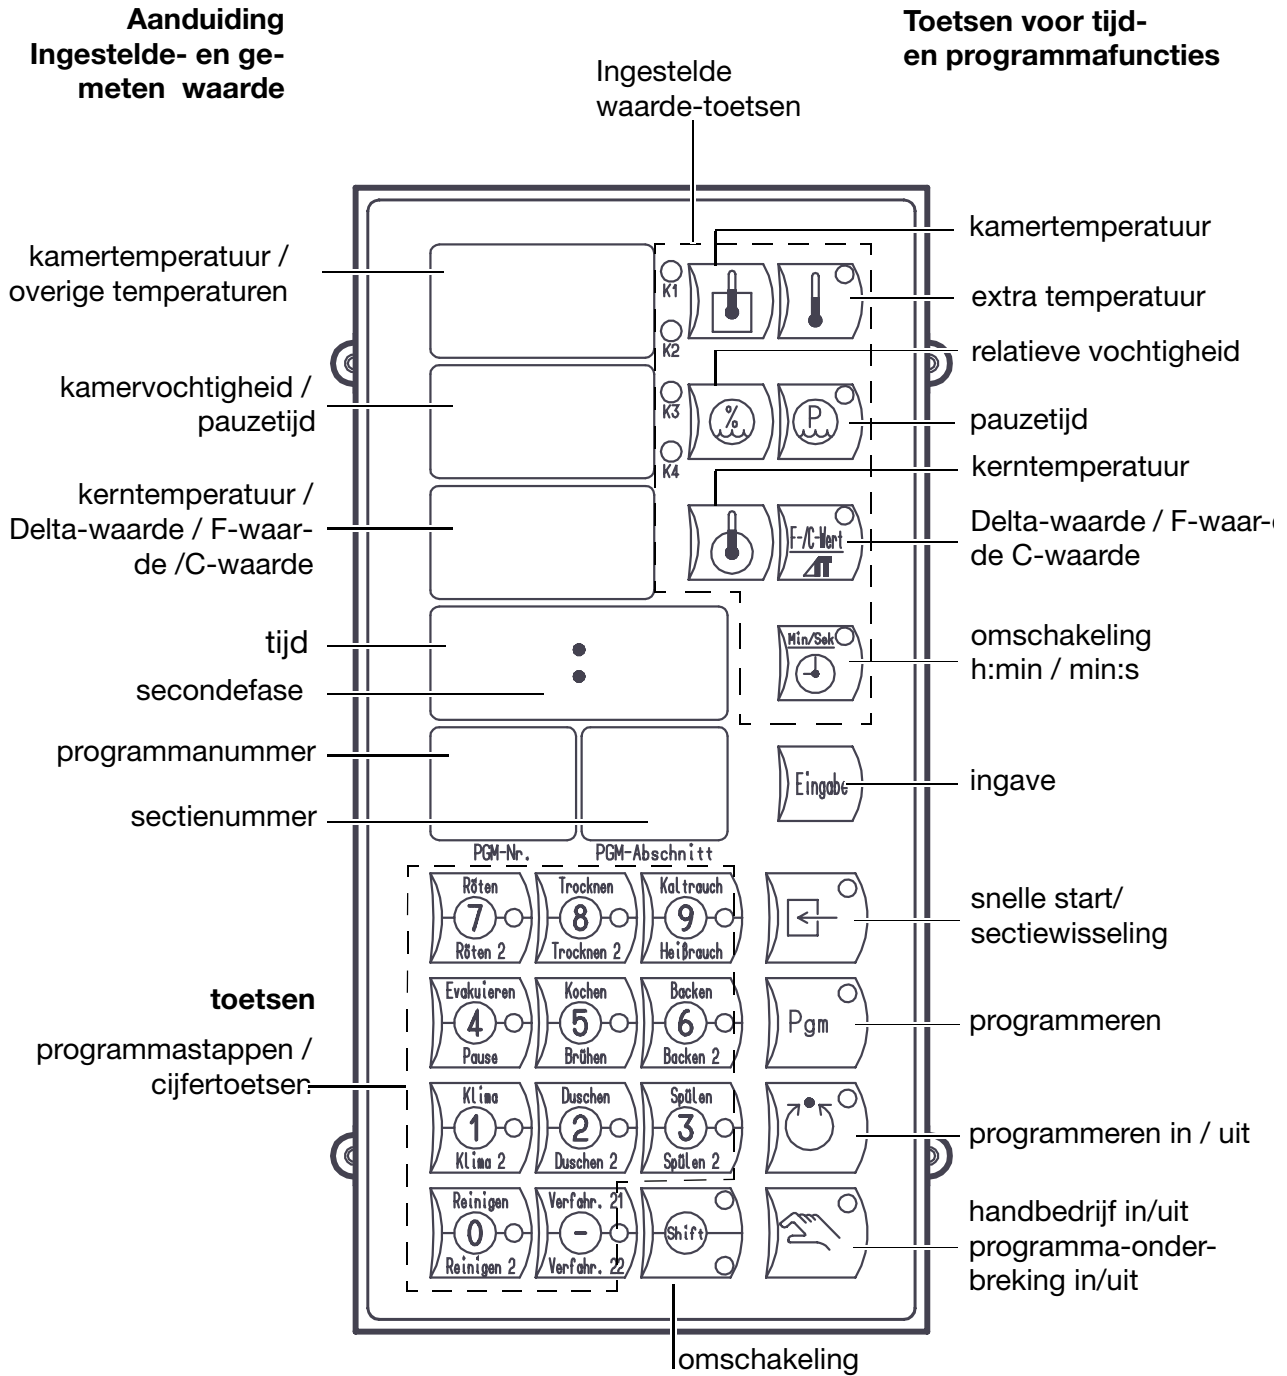 Aanduiding
Ingestelde- en ge-
meten waarde
Toetsen voor tijd-
en programmafuncties
Ingestelde
waarde-toetsen
kamertemperatuur /
overige temperaturen
kamervochtigheid /
pauzetijd
kerntemperatuur /
Delta-waarde / F-waar-
de /C-waarde
tijd
secondefase
programmanummer
sectienummer
toetsen
programmastappen /
cijfertoetsen
K1
K2
K3
K4
%
P
F-/C-Wert
ΔT
Min/Sek
Eingabe
PGM-Nr.
PGM-Abschnitt
Röten
7
Röten 2
Trocknen
8
Trocknen 2
Kaltrauch
9
Heißrauch
Evakuieren
4
Pause
Kochen
5
Brühen
Backen
6
Backen 2
Pgm
Klima
1
Klima 2
Duschen
2
Duschen 2
Spülen
3
Spülen 2
Reinigen
0
Reinigen 2
Verfahr. 21
-
Verfahr. 22
Shift
kamertemperatuur
extra temperatuur
relatieve vochtigheid
pauzetijd
kerntemperatuur
Delta-waarde / F-waar-
de C-waarde
omschakeling
h:min / min:s
ingave
snelle start/
sectiewisseling
programmeren
programmeren in / uit
handbedrijf in/uit
programma-onder-
breking in/uit
omschakeling